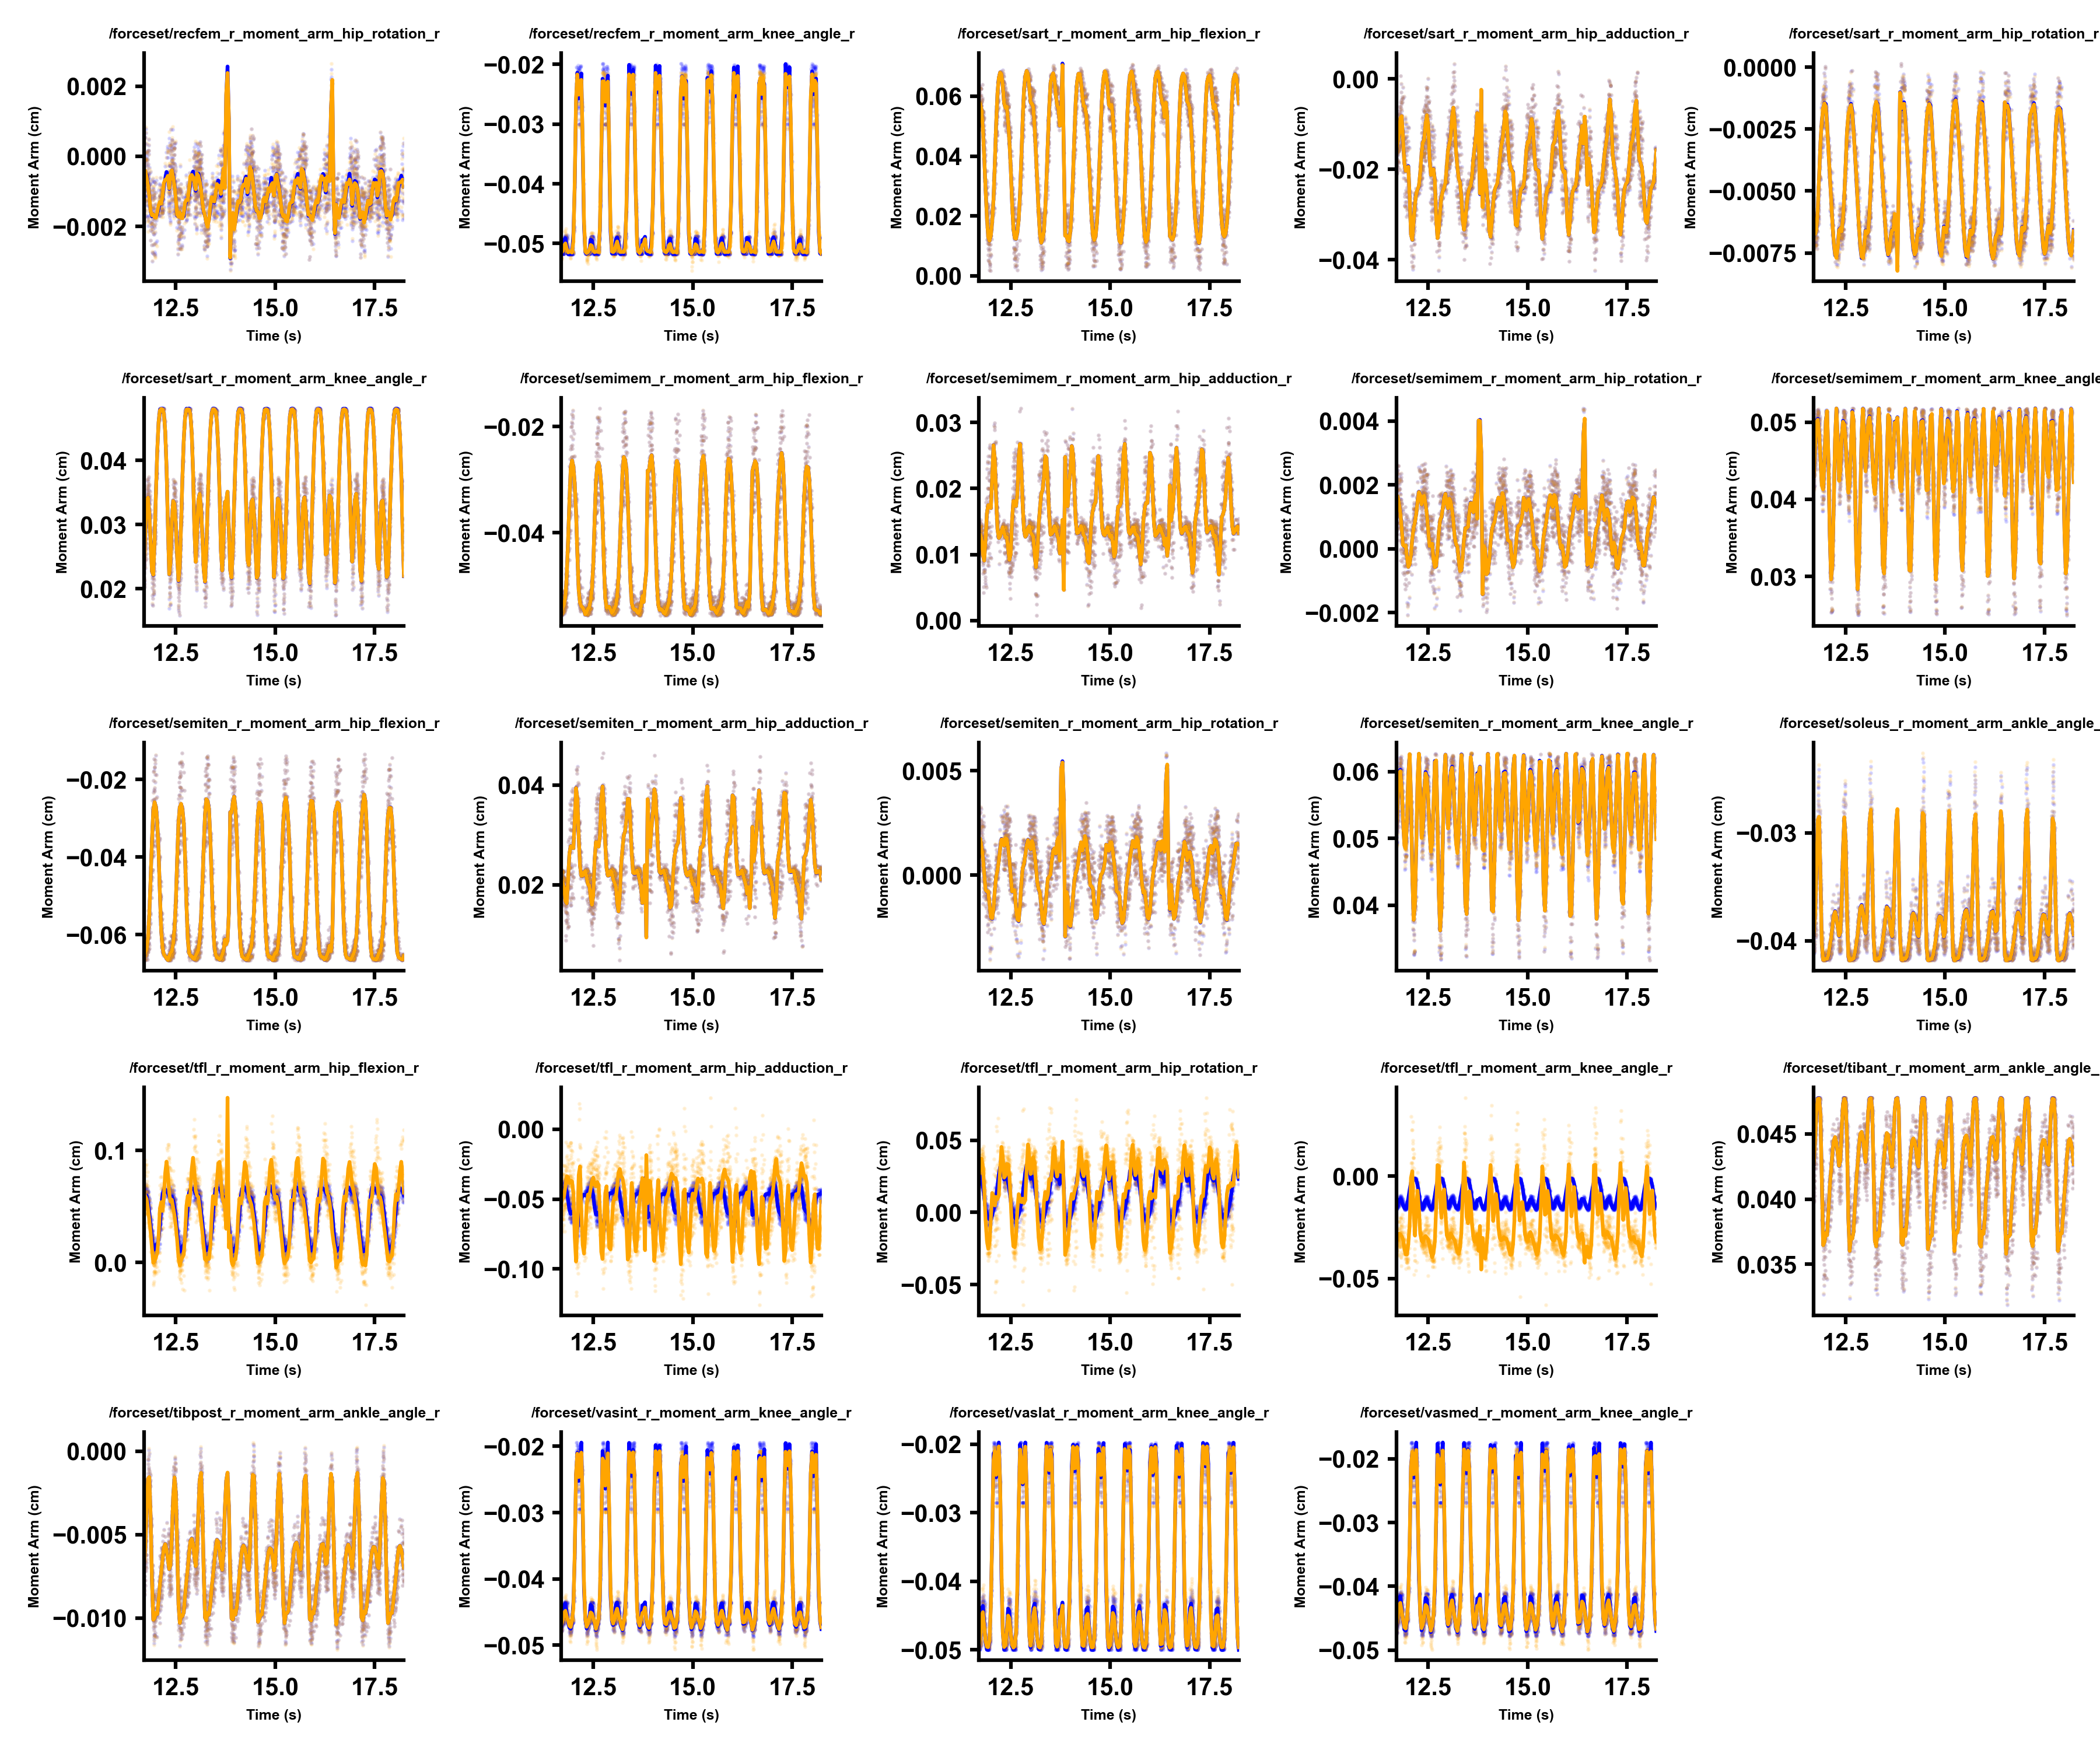 /forceset/recfem_r_moment_arm_hip_rotation_r
/forceset/recfem_r_moment_arm_knee_angle_r
/forceset/sart_r_moment_arm_hip_flexion_r
/forceset/sart_r_moment_arm_hip_adduction_r
/forceset/sart_r_moment_arm_hip_rotation_r
Moment Arm (cm)
0.002
0.000
−0.002
12.5 15.0 17.5
Time (s)
Moment Arm (cm)
−0.02
−0.03
−0.04
−0.05
12.5 15.0 17.5
Time (s)
Moment Arm (cm)
0.06
0.04
0.02
0.00
12.5 15.0 17.5
Time (s)
Moment Arm (cm)
0.00
−0.02
−0.04
12.5 15.0 17.5
Time (s)
Moment Arm (cm)
0.0000
−0.0025
−0.0050
−0.0075
12.5 15.0 17.5
Time (s)
/forceset/sart_r_moment_arm_knee_angle_r
/forceset/semimem_r_moment_arm_hip_flexion_r
/forceset/semimem_r_moment_arm_hip_adduction_r
/forceset/semimem_r_moment_arm_hip_rotation_r
/forceset/semimem_r_moment_arm_knee_angle
Moment Arm (cm)
0.04
0.03
0.02
12.5 15.0 17.5
Time (s)
Moment Arm (cm)
−0.02
−0.04
12.5 15.0 17.5
Time (s)
Moment Arm (cm)
0.03
0.02
0.01
0.00
12.5 15.0 17.5
Time (s)
Moment Arm (cm)
0.004
0.002
0.000
−0.002
12.5 15.0 17.5
Time (s)
Moment Arm (cm)
0.05
0.04
0.03
12.5 15.0 17.5
Time (s)
/forceset/semiten_r_moment_arm_hip_flexion_r
/forceset/semiten_r_moment_arm_hip_adduction_r
/forceset/semiten_r_moment_arm_hip_rotation_r
/forceset/semiten_r_moment_arm_knee_angle_r
/forceset/soleus_r_moment_arm_ankle_angle_
Moment Arm (cm)
−0.02
−0.04
−0.06
12.5 15.0 17.5
Time (s)
Moment Arm (cm)
0.04
0.02
12.5 15.0 17.5
Time (s)
Moment Arm (cm)
0.005
0.000
12.5 15.0 17.5
Time (s)
Moment Arm (cm)
0.06
0.05
0.04
12.5 15.0 17.5
Time (s)
Moment Arm (cm)
−0.03
−0.04
12.5 15.0 17.5
Time (s)
/forceset/tfl_r_moment_arm_hip_flexion_r
/forceset/tfl_r_moment_arm_hip_adduction_r
/forceset/tfl_r_moment_arm_hip_rotation_r
/forceset/tfl_r_moment_arm_knee_angle_r
/forceset/tibant_r_moment_arm_ankle_angle_
Moment Arm (cm)
0.1
0.0
12.5 15.0 17.5
Time (s)
Moment Arm (cm)
0.00
−0.05
−0.10
12.5 15.0 17.5
Time (s)
Moment Arm (cm)
0.05
0.00
−0.05
12.5 15.0 17.5
Time (s)
Moment Arm (cm)
0.00
−0.05
12.5 15.0 17.5
Time (s)
Moment Arm (cm)
0.045
0.040
0.035
12.5 15.0 17.5
Time (s)
/forceset/tibpost_r_moment_arm_ankle_angle_r
/forceset/vasint_r_moment_arm_knee_angle_r
/forceset/vaslat_r_moment_arm_knee_angle_r
/forceset/vasmed_r_moment_arm_knee_angle_r
Moment Arm (cm)
0.000
−0.005
−0.010
12.5 15.0 17.5
Time (s)
Moment Arm (cm)
−0.02
−0.03
−0.04
−0.05
12.5 15.0 17.5
Time (s)
Moment Arm (cm)
−0.02
−0.03
−0.04
−0.05
12.5 15.0 17.5
Time (s)
Moment Arm (cm)
−0.02
−0.03
−0.04
−0.05
12.5 15.0 17.5
Time (s)